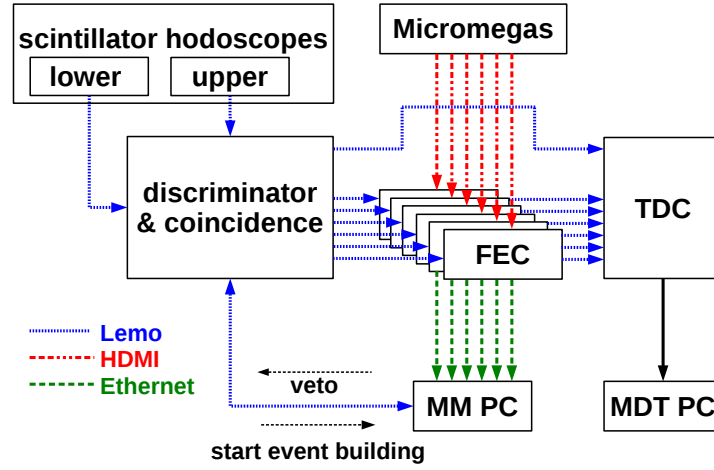 scintillator hodoscopes
lower
upper
Micromegas
discriminator
& coincidence
TDC
FEC
Lemo
HDMI
Ethernet
veto
start event building
MM PC
MDT PC